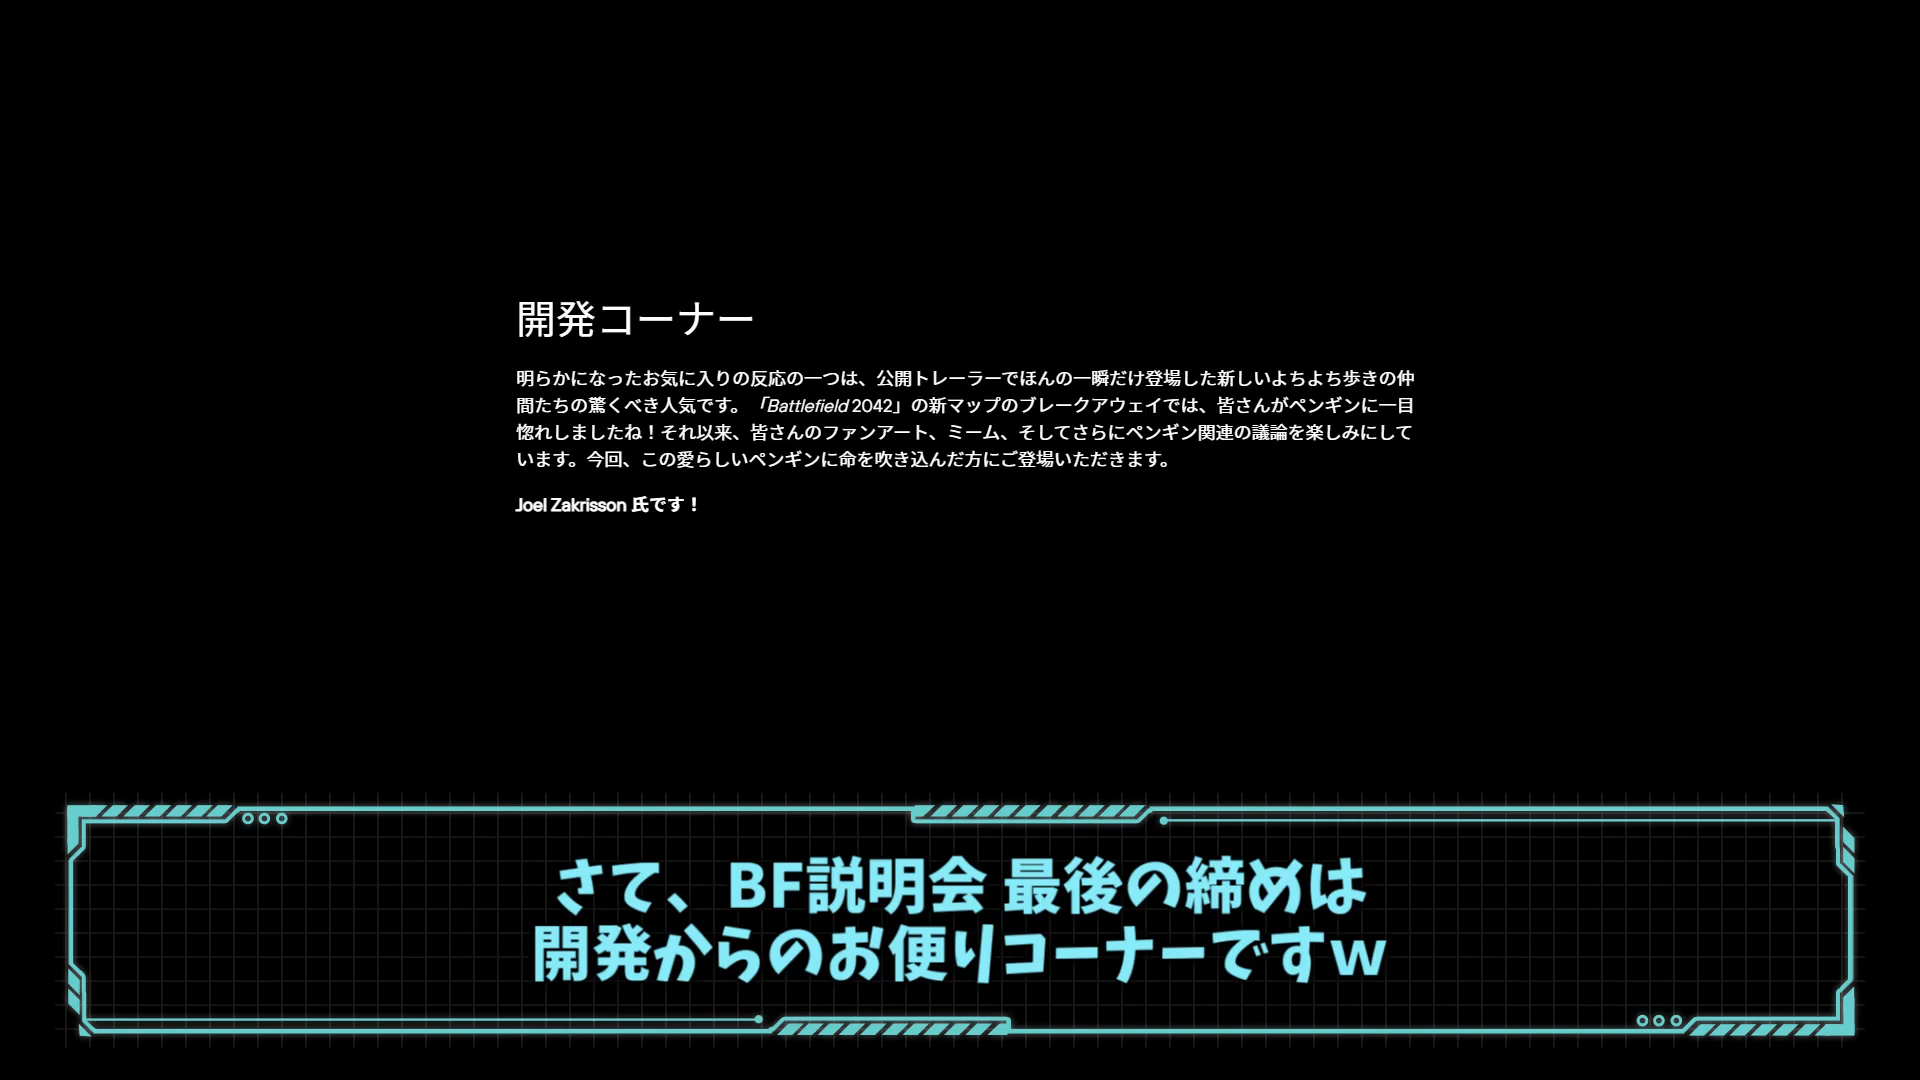 開発コーナー
明らかになったお気に入りの反応の一つは、公開トレーラーでほんの一瞬だけ登場した新しいよちよち歩きの仲
間たちの驚くべき人気です。「Battlefield 2042」の新マップのブレークアウェイでは、皆さんがペンギンに一目
惚れしましたね！それ以来、皆さんのファンアート、ミーム、そしてさらにペンギン関連の議論を楽しみにして
います。今回、この愛らしいペンギンに命を吹き込んだ方にご登場いただきます。
Joel Zakrisson 氏です！
さて、BF説明会 最後の締めは
開発からのお便りコーナーですw